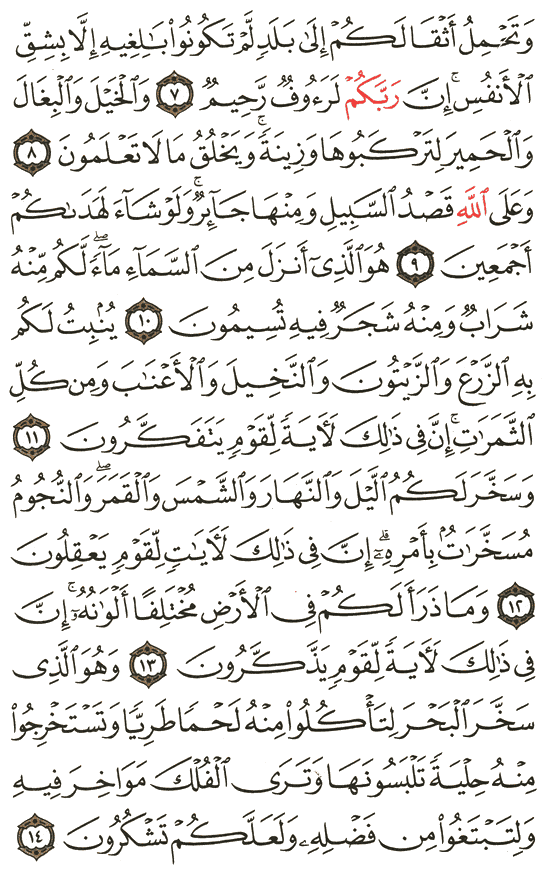 وَتَحْمِلُ أَثْقَالَكُمْ إِلَىٰ بَلَدٍ لَّمْ تَكُونُوا۟ بَٰلِغِيهِ إِلَّا بِشِقِّ
ٱلْأَنفُسِ ۚ إِنَّ رَبَّكُمْ لَرَءُوفٌ رَّحِيمٌ ٧ وَٱلْخَيْلَ وَٱلْبِغَالَ
وَٱلْحَمِيرَ لِتَرْكَبُوهَا وَزِينَةً ۚ وَيَخْلُقُ مَا لَا تَعْلَمُونَ ٨
وَعَلَى ٱللَّهِ قَصْدُ ٱلسَّبِيلِ وَمِنْهَا جَآئِرٌ ۚ وَلَوْ شَآءَ لَهَدَىٰكُمْ
أَجْمَعِينَ ٩ هُوَ ٱلَّذِىٓ أَنزَلَ مِنَ ٱلسَّمَآءِ مَآءً ۖ لَّكُم مِّنْهُ
شَرَابٌ وَمِنْهُ شَجَرٌ فِيهِ تُسِيمُونَ ١٠ يُنۢبِتُ لَكُم
بِهِ ٱلزَّرْعَ وَٱلزَّيْتُونَ وَٱلنَّخِيلَ وَٱلْأَعْنَٰبَ وَمِن كُلِّ
ٱلثَّمَرَٰتِ ۗ إِنَّ فِى ذَٰلِكَ لَءَايَةً لِّقَوْمٍ يَتَفَكَّرُونَ ١١
وَسَخَّرَ لَكُمُ ٱلَّيْلَ وَٱلنَّهَارَ وَٱلشَّمْسَ وَٱلْقَمَرَ ۖ وَٱلنُّجُومُ
مُسَخَّرَٰتٌۢ بِأَمْرِهِۦٓ ۗ إِنَّ فِى ذَٰلِكَ لَءَايَٰتٍ لِّقَوْمٍ يَعْقِلُونَ
١٢ وَمَا ذَرَأَ لَكُمْ فِى ٱلْأَرْضِ مُخْتَلِفًا أَلْوَٰنُهُۥٓ ۗ إِنَّ
فِى ذَٰلِكَ لَءَايَةً لِّقَوْمٍ يَذَّكَّرُونَ ١٣ وَهُوَ ٱلَّذِى
سَخَّرَ ٱلْبَحْرَ لِتَأْكُلُوا۟ مِنْهُ لَحْمًا طَرِيًّا وَتَسْتَخْرِجُوا۟
مِنْهُ حِلْيَةً تَلْبَسُونَهَا وَتَرَى ٱلْفُلْكَ مَوَاخِرَ فِيهِ
وَلِتَبْتَغُوا۟ مِن فَضْلِهِۦ وَلَعَلَّكُمْ تَشْكُرُونَ ١٤